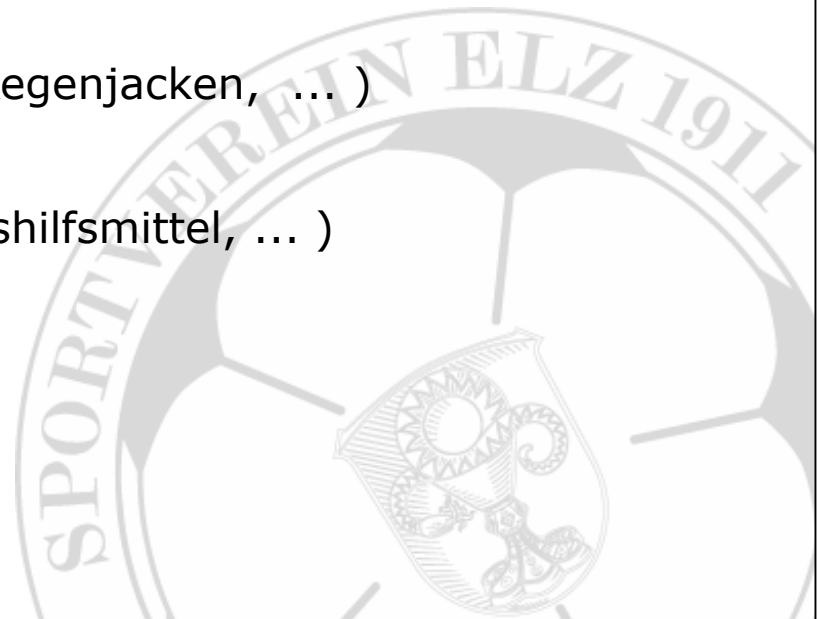 egenjacken, ... )
shilfsmittel, ... )
SPORTVEREIN ELZ 1911